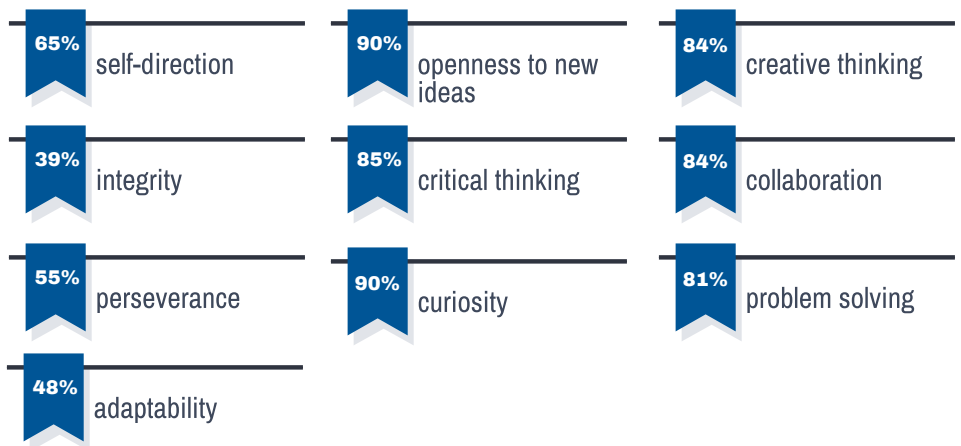 65%
self-direction
90%
openness to new
ideas
84%
creative thinking
39%
integrity
85%
critical thinking
84%
collaboration
55%
perseverance
90%
curiosity
81%
problem solving
48%
adaptability